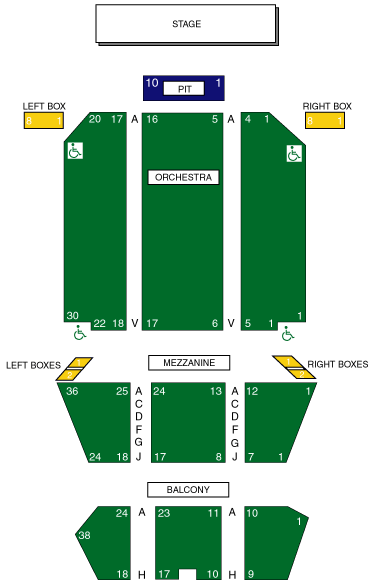 STAGE
10 1
PIT
LEFT BOX RIGHT BOX
8 1 8 1
20 17 A 16 5 A 4 1
ORCHESTRA
30 1
22 18 V 17 6 V 5 1
LEFT BOXES MEZZANINE RIGHT BOXES
1 1
2 2
36 25 A 24 13 A 12 1
C C
D D
F F
G G
24 18 J 17 8 J 7 1
BALCONY
24 A 23 11 A 10 1
38
18 H 17 10 H 9